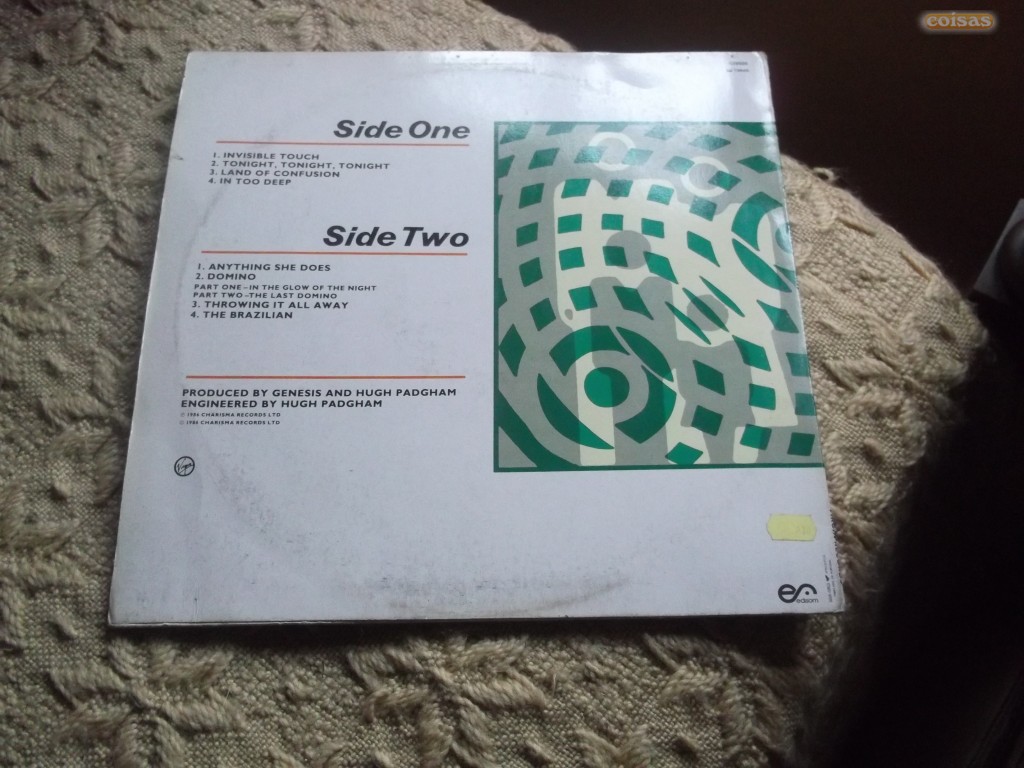 coisas
Side One
1. INVISIBLE TOUCH
2. TONIGHT, TONIGHT, TONIGHT
3. LAND OF CONFUSION
4. IN TOO DEEP
Side Two
1. ANYTHING SHE DOES
2. DOMINO
PART ONE – IN THE GLOW OF THE NIGHT
PART TWO – THE LAST DOMINO
3. THROWING IT ALL AWAY
4. THE BRAZILIAN
PRODUCED BY GENESIS AND HUGH PADGHAM
ENGINEERED BY HUGH PADGHAM
℗ 1986 CHARISMA RECORDS LTD
© 1986 CHARISMA RECORDS LTD
Virgin
edisom